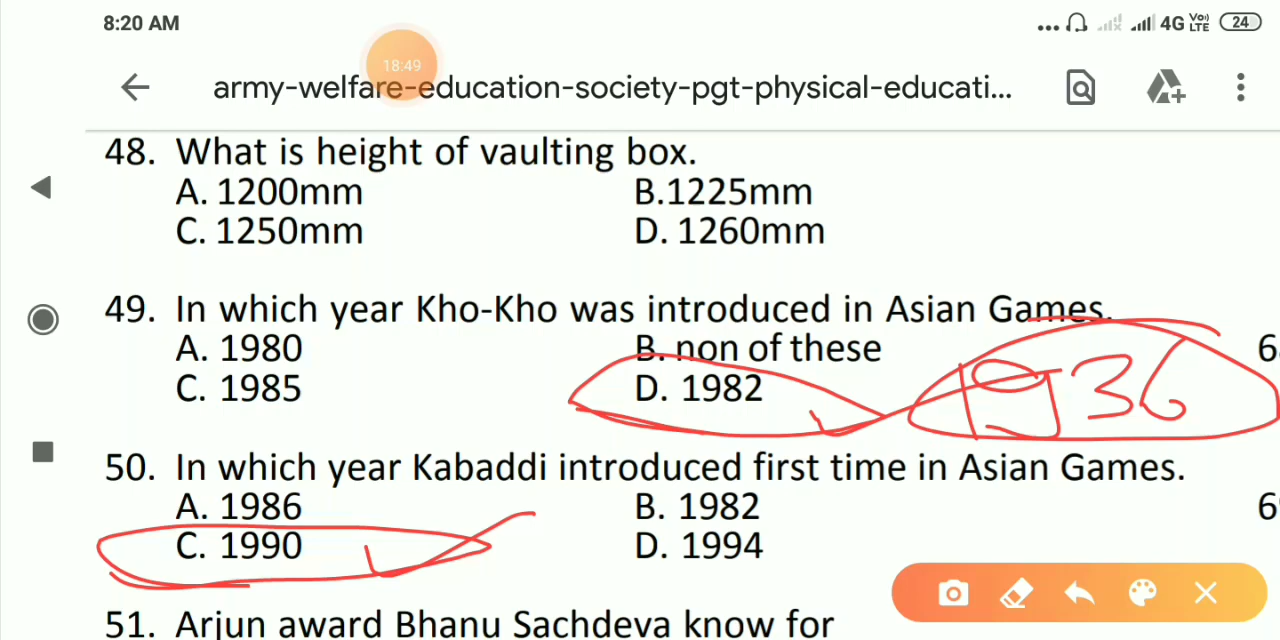 8:20 AM
4G Vo) LTE 24
18:49
army-welfare-education-society-pgt-physical-educati...
48. What is height of vaulting box.
A. 1200mm B.1225mm
C. 1250mm D. 1260mm
49. In which year Kho-Kho was introduced in Asian Games.
A. 1980 B. non of these
C. 1985 D. 1982
1936
50. In which year Kabaddi introduced first time in Asian Games.
A. 1986 B. 1982
C. 1990 D. 1994
51. Arjun award Bhanu Sachdeva know for